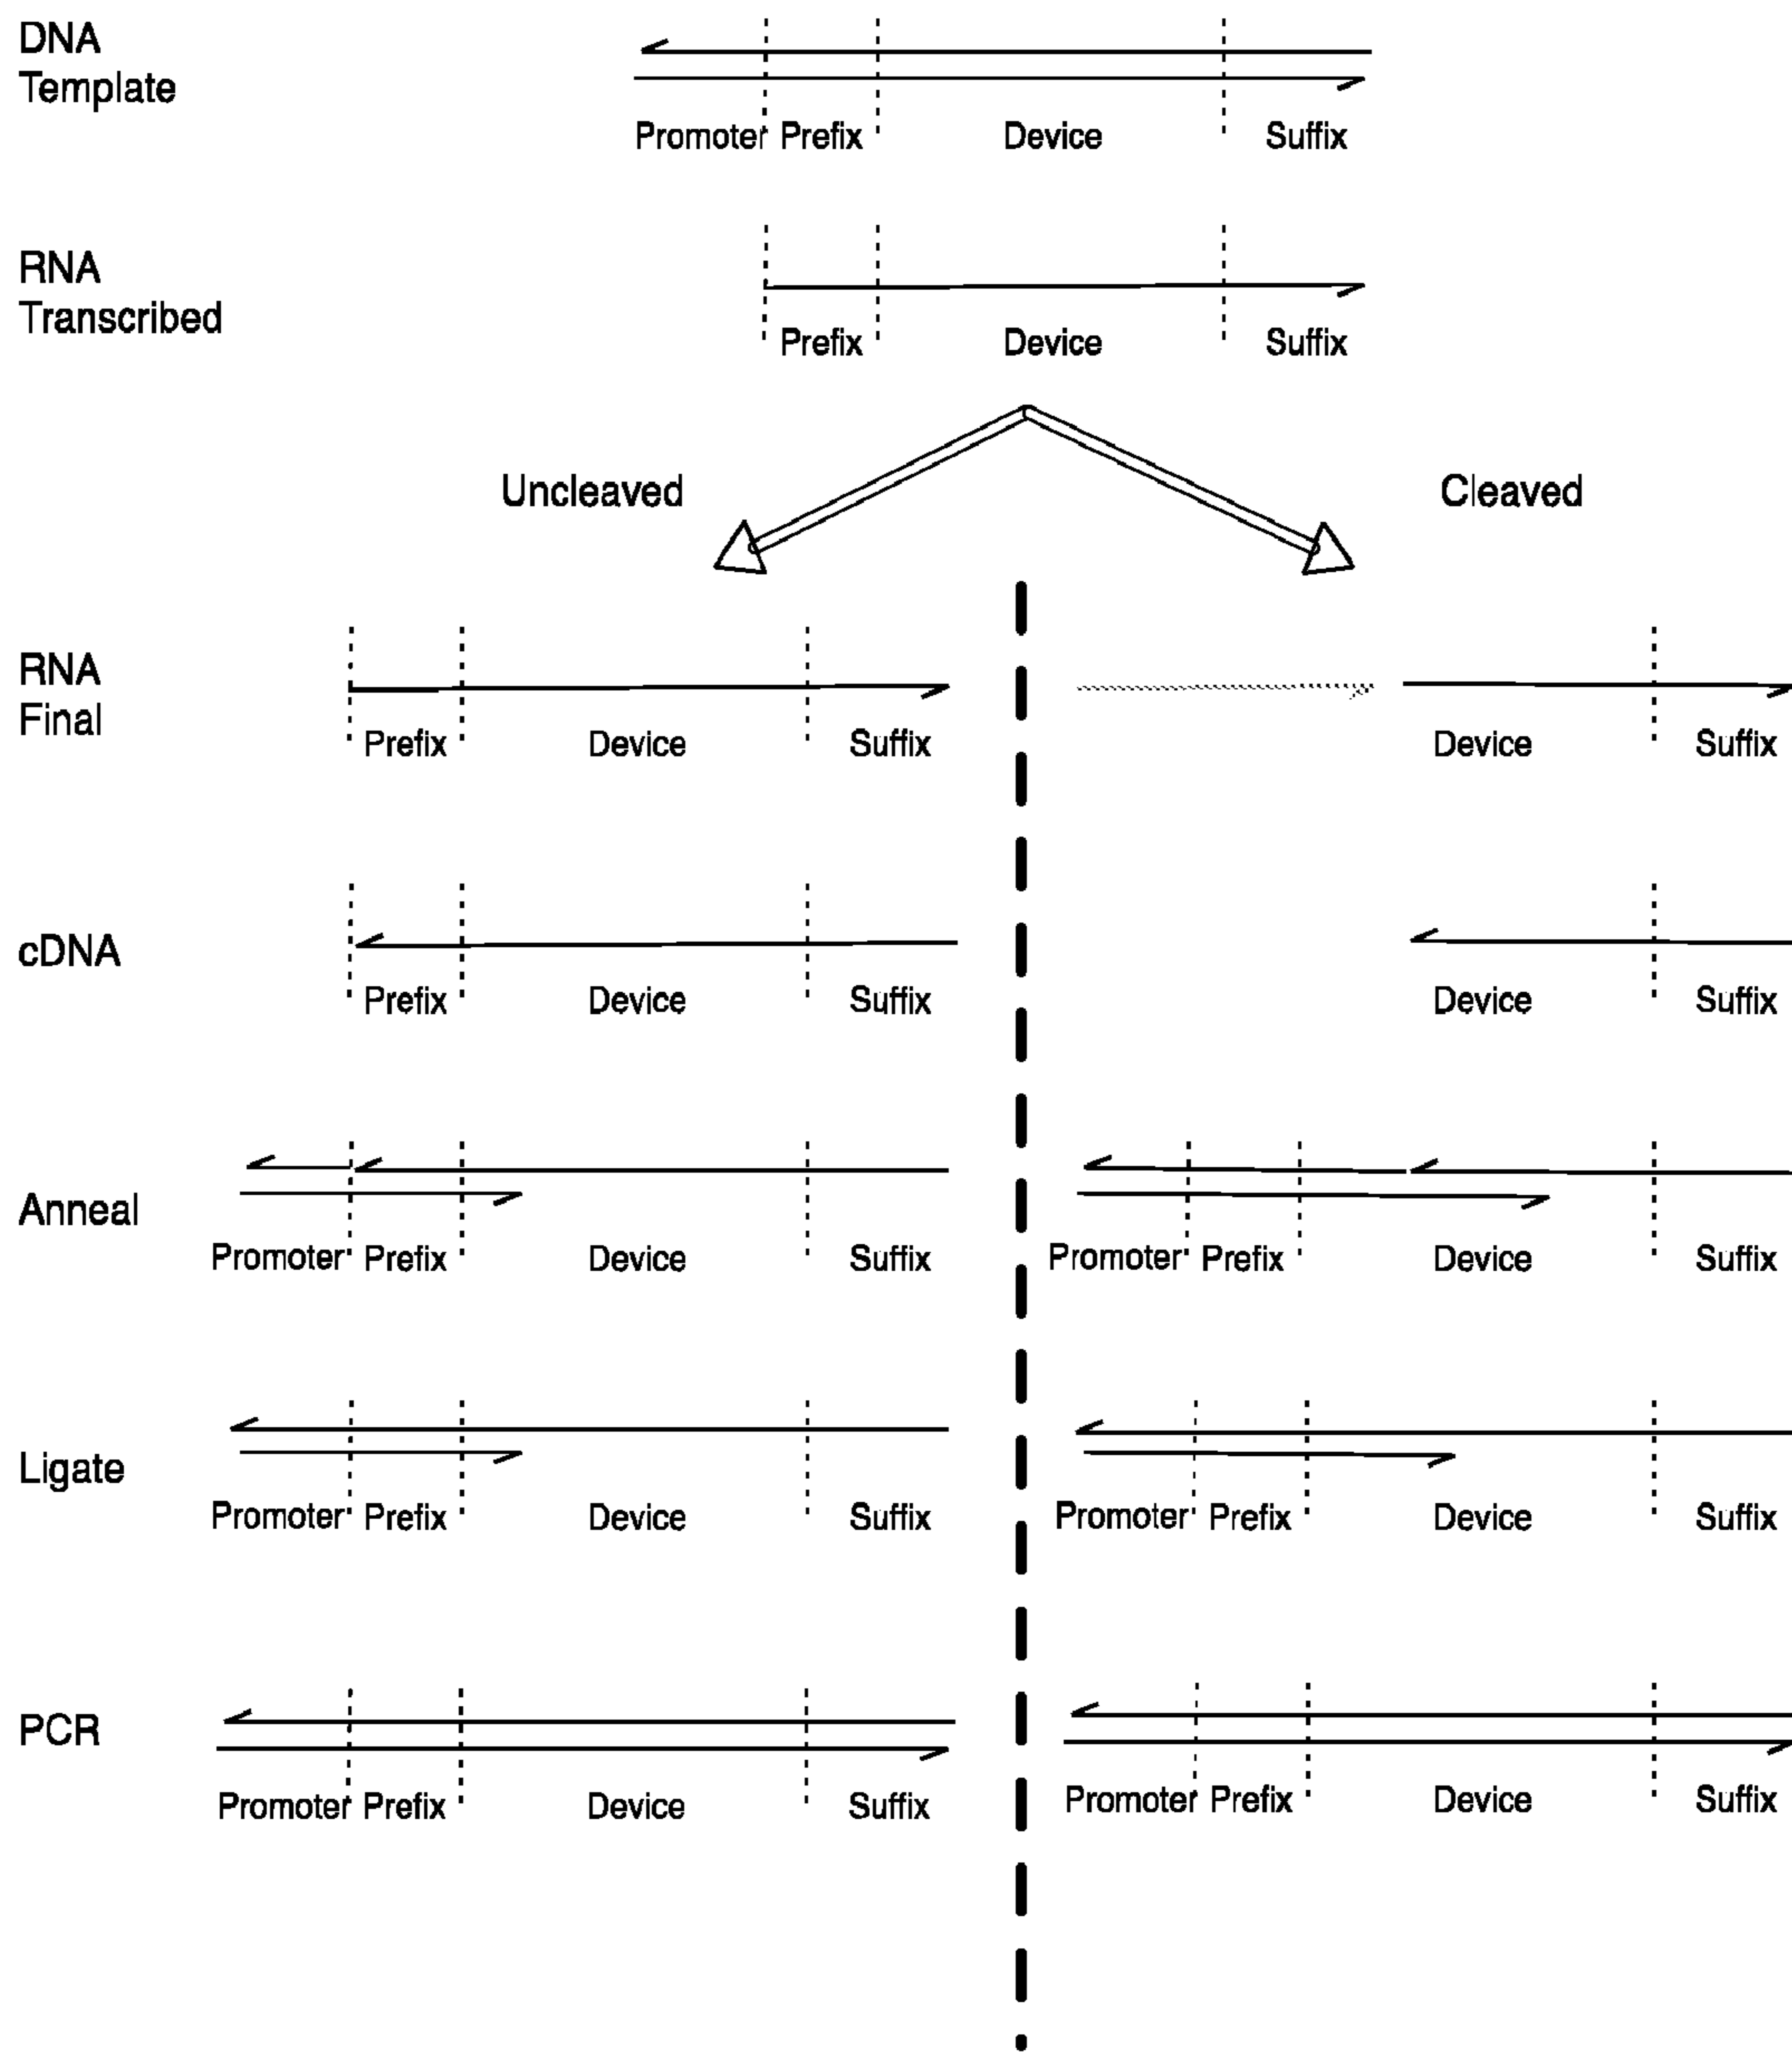 DNA
Template
Promoter Prefix Device Suffix
RNA
Transcribed
Prefix Device Suffix
Uncleaved Cleaved
RNA
Final
Prefix Device Suffix Device Suffix
cDNA
Prefix Device Suffix Device Suffix
Anneal
Promoter Prefix Device Suffix Promoter Prefix Device Suffix
Ligate
Promoter Prefix Device Suffix Promoter Prefix Device Suffix
PCR
Promoter Prefix Device Suffix Promoter Prefix Device Suffix